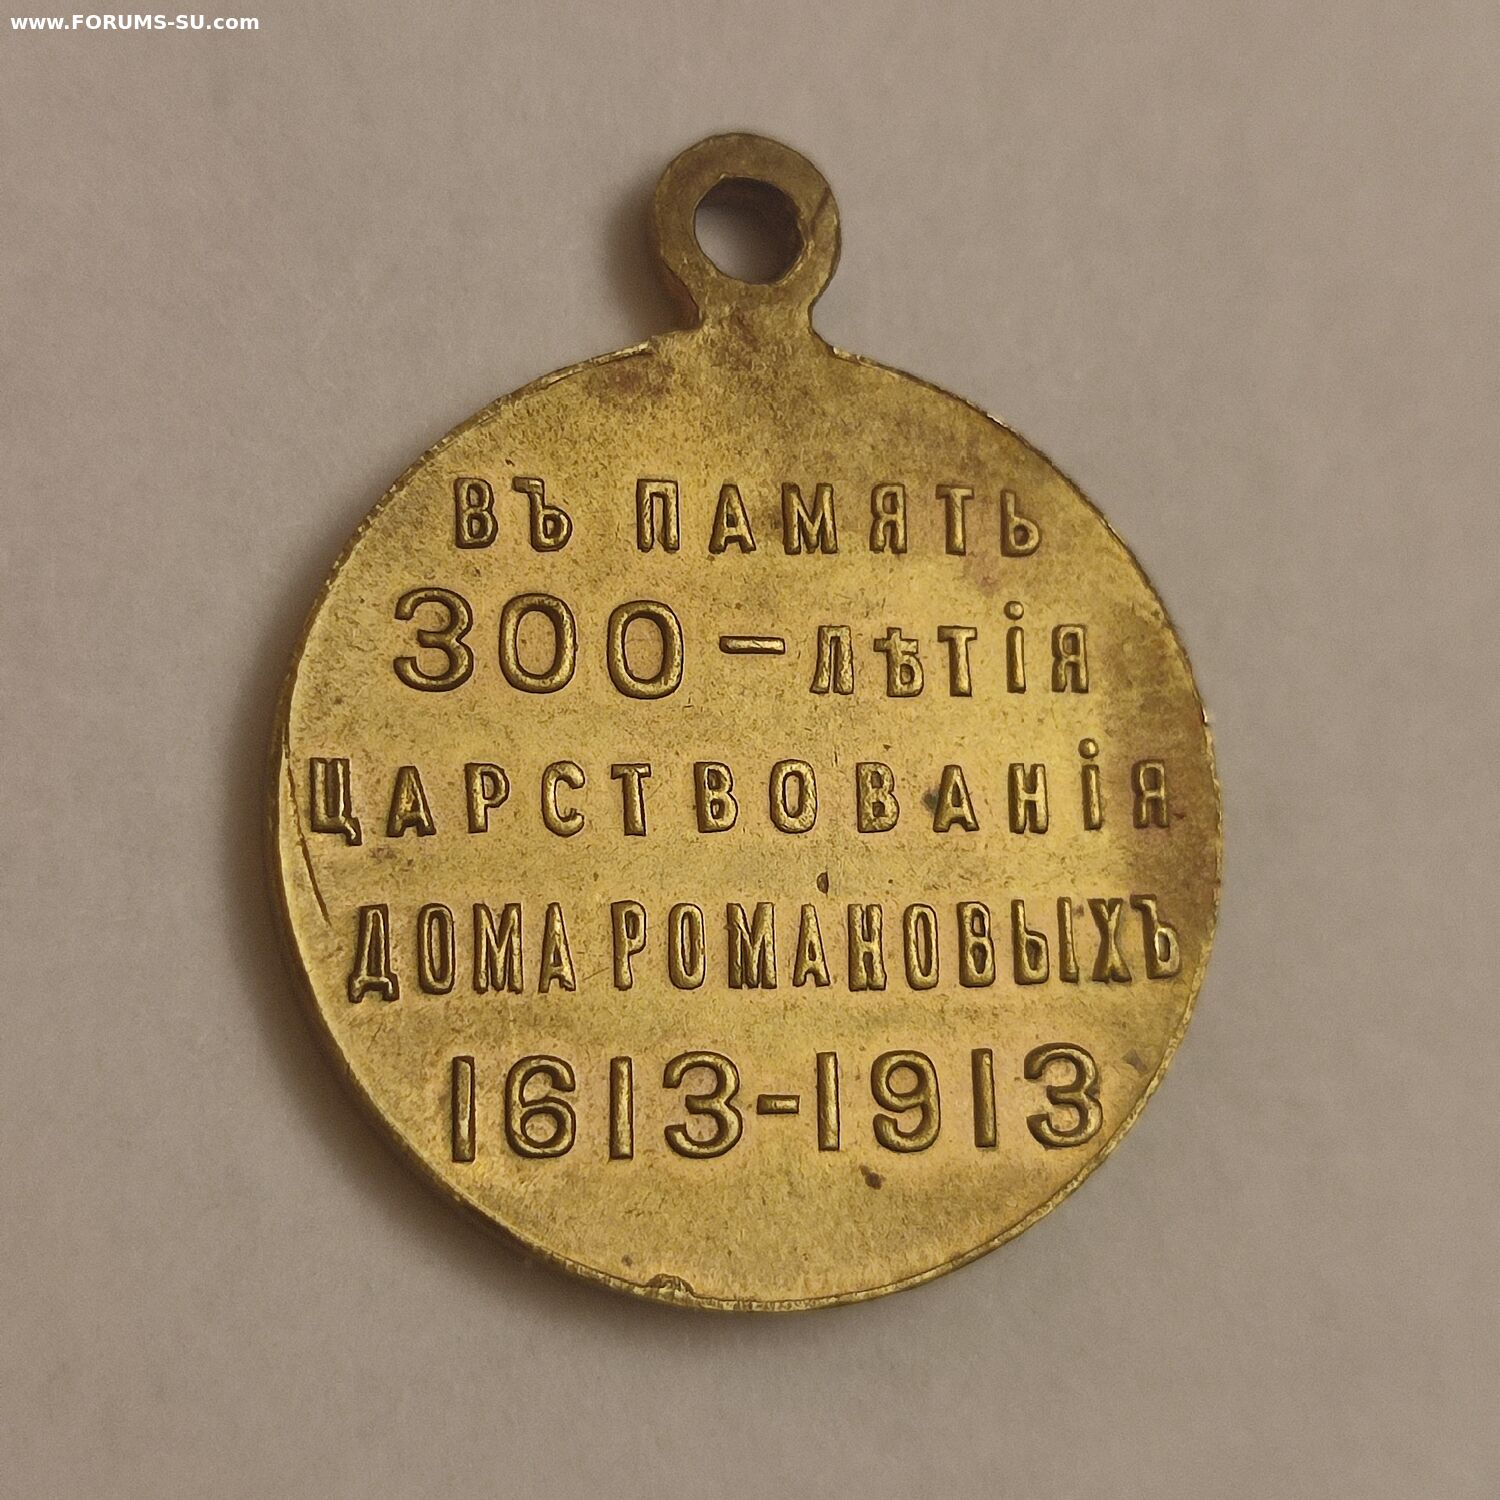 www.FORUMS-SU.com
ВЪ ПАМЯТЬ
300-лѣтія
ЦАРСТВОВАНіЯ
ДОМА РОМАНОВЫХЪ
1613-1913